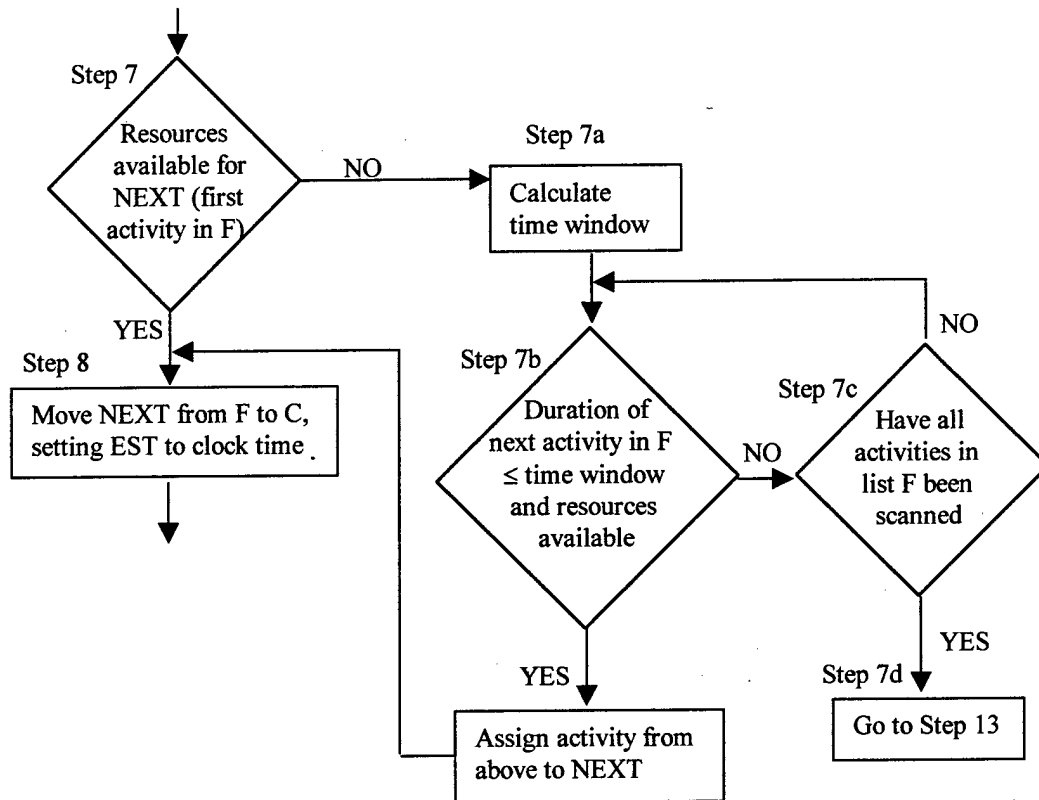 Step 7
Resources
available for
NEXT (first
activity in F)
NO
YES
Step 7a
Calculate
time window
Step 8
Move NEXT from F to C,
setting EST to clock time .
Step 7b
Duration of
next activity in F
≤ time window
and resources
available
NO
YES
Step 7c
Have all
activities in
list F been
scanned
NO
YES
Assign activity from
above to NEXT
Step 7d
Go to Step 13